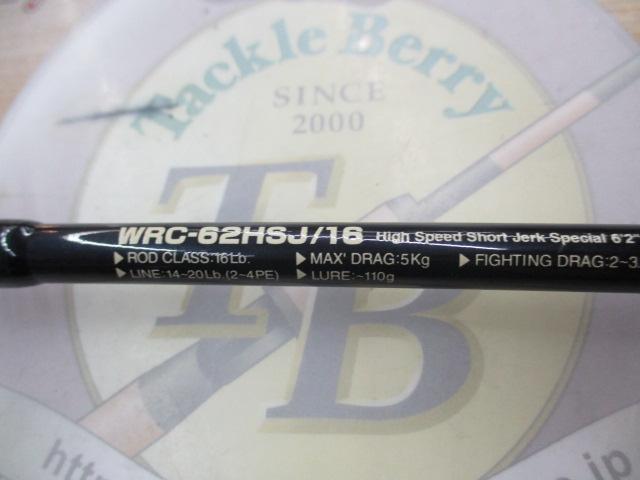 Tackle Berry
SINCE
2000
TB
WRC-62HSJ/16 High Speed Short Jerk Special 6'2"
▶ROD CLASS:16Lb. ▶MAX' DRAG:5Kg ▶FIGHTING DRAG:2~3.
▶LINE:14~20Lb.(2~4PE) ▶LURE:~110g
http: